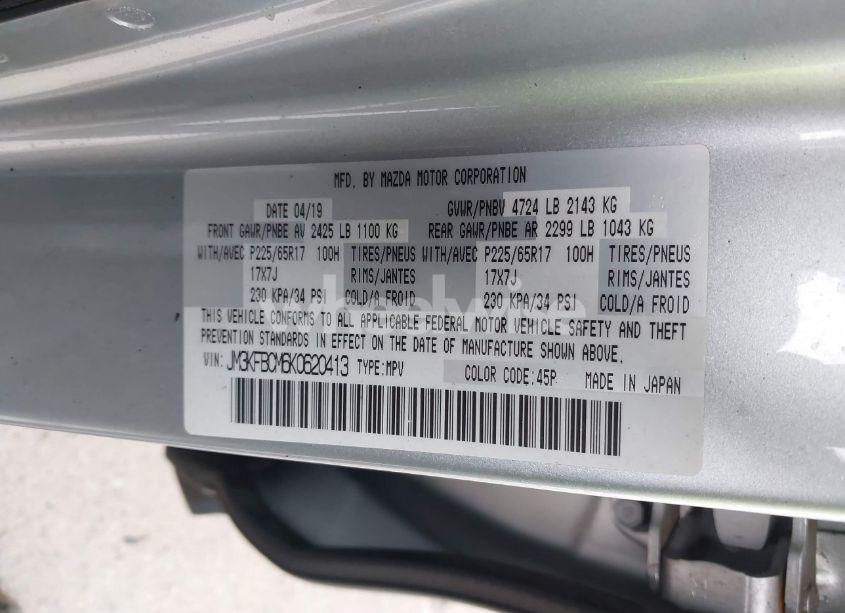 MFD. BY MAZDA MOTOR CORPORATION
DATE 04/19 GVWR/PNBV 4724 LB 2143 KG
FRONT GAWR/PNBE AV 2425 LB 1100 KG REAR GAWR/PNBE AR 2299 LB 1043 KG
WITH/AVEC P225/65R17 100H TIRES/PNEUS WITH/AVEC P225/65R17 100H TIRES/PNEUS
17X7J RIMS/JANTES 17X7J RIMS/JANTES
230 KPA/34 PSI COLD/A FROID 230 KPA/34 PSI COLD/A FROID
THIS VEHICLE CONFORMS TO ALL APPLICABLE FEDERAL MOTOR VEHICLE SAFETY AND THEFT
PREVENTION STANDARDS IN EFFECT ON THE DATE OF MANUFACTURE SHOWN ABOVE.
VIN: JM3KFBCM6K0620413 TYPE:MPV COLOR CODE:45P MADE IN JAPAN